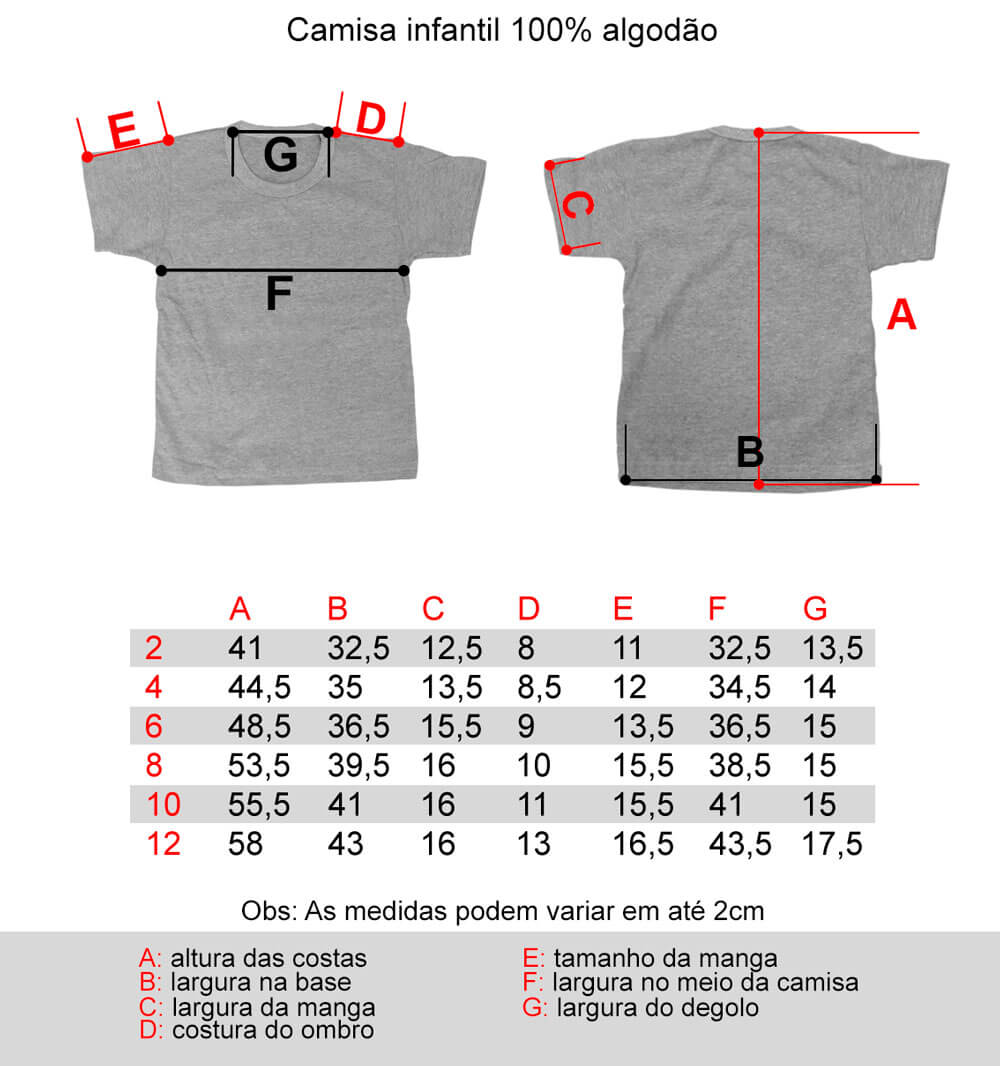 Camisa infantil 100% algodão
E
G
D
F
C
A
B
A B C D E F G
2 41 32,5 12,5 8 11 32,5 13,5
4 44,5 35 13,5 8,5 12 34,5 14
6 48,5 36,5 15,5 9 13,5 36,5 15
8 53,5 39,5 16 10 15,5 38,5 15
10 55,5 41 16 11 15,5 41 15
12 58 43 16 13 16,5 43,5 17,5
Obs: As medidas podem variar em até 2cm
A: altura das costas
B: largura na base
C: largura da manga
D: costura do ombro
E: tamanho da manga
F: largura no meio da camisa
G: largura do degolo